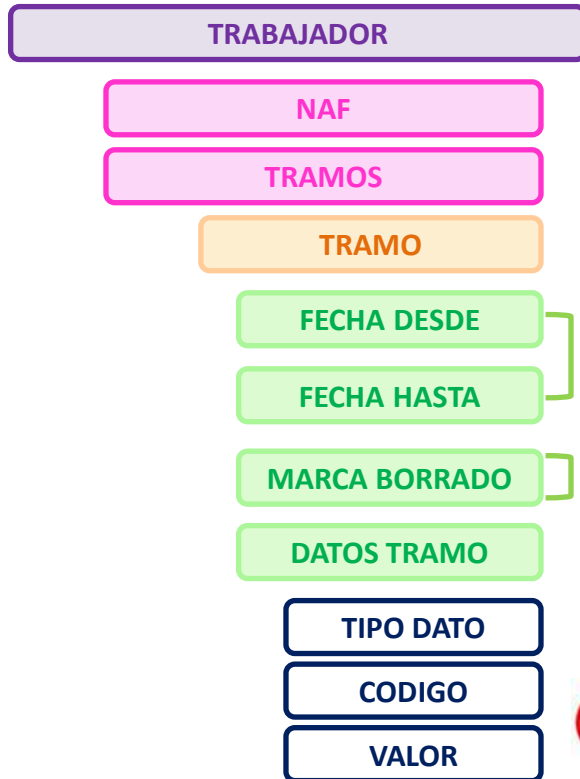 TRABAJADOR
NAF
TRAMOS
TRAMO
FECHA DESDE
FECHA HASTA
MARCA BORRADO
DATOS TRAMO
TIPO DATO
CODIGO
VALOR